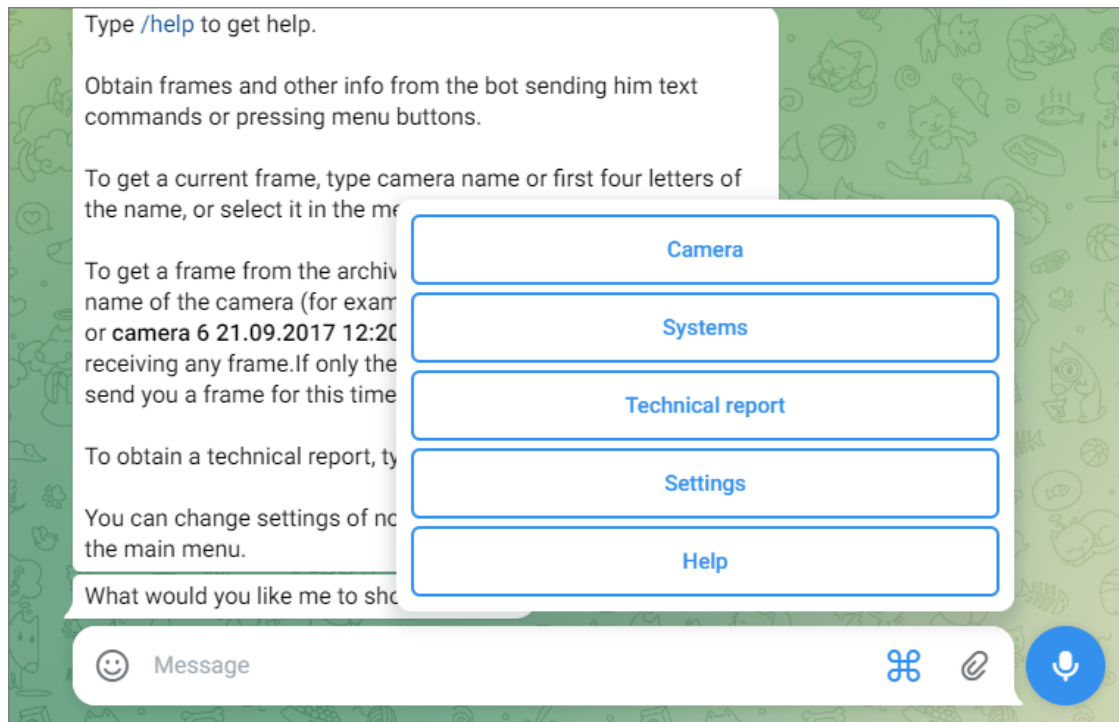 Type /help to get help.
Obtain frames and other info from the bot sending him text
commands or pressing menu buttons.
To get a current frame, type camera name or first four letters of
the name, or select it in the me
To get a frame from the archiv
name of the camera (for exam
or camera 6 21.09.2017 12:20
receiving any frame.If only the
send you a frame for this time
To obtain a technical report, ty
You can change settings of no
the main menu.
What would you like me to sho
Camera
Systems
Technical report
Settings
Help
Message